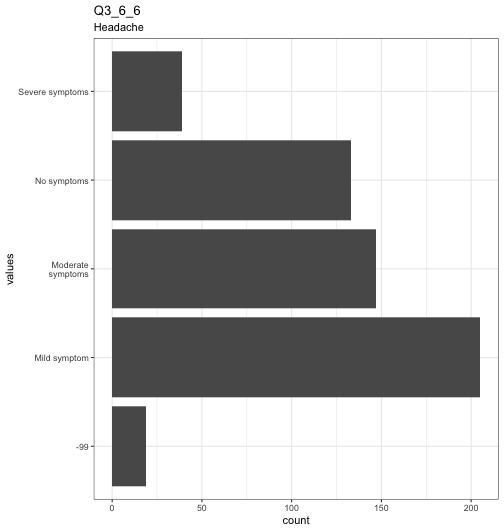 Q3_6_6
Headache
Severe symptoms
No symptoms
Moderate
symptoms
Mild symptom
-99
values
0 50 100 150 200
count